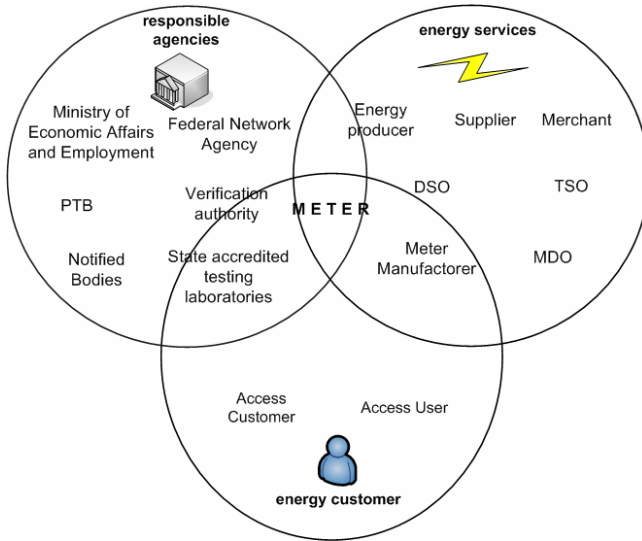 responsible
agencies
energy services
Ministry of
Economic Affairs
and Employment
Federal Network
Agency
Energy
producer
Supplier
Merchant
PTB
Verification
authority
METER
DSO
TSO
Notified
Bodies
State accredited
testing
laboratories
Meter
Manufactorer
MDO
Access
Customer
Access User
energy customer